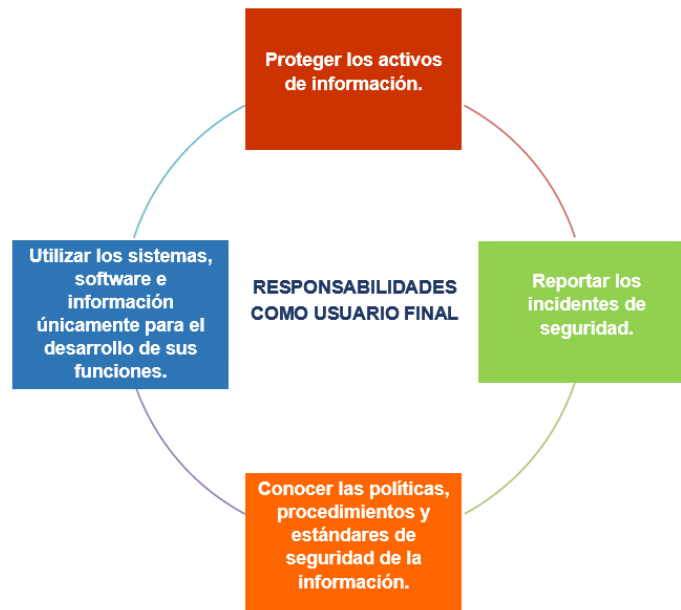 Proteger los activos
de información.
Utilizar los sistemas,
software e
información
únicamente para el
desarrollo de sus
funciones.
RESPONSABILIDADES
COMO USUARIO FINAL
Reportar los
incidentes de
seguridad.
Conocer las políticas,
procedimientos y
estándares de
seguridad de la
información.